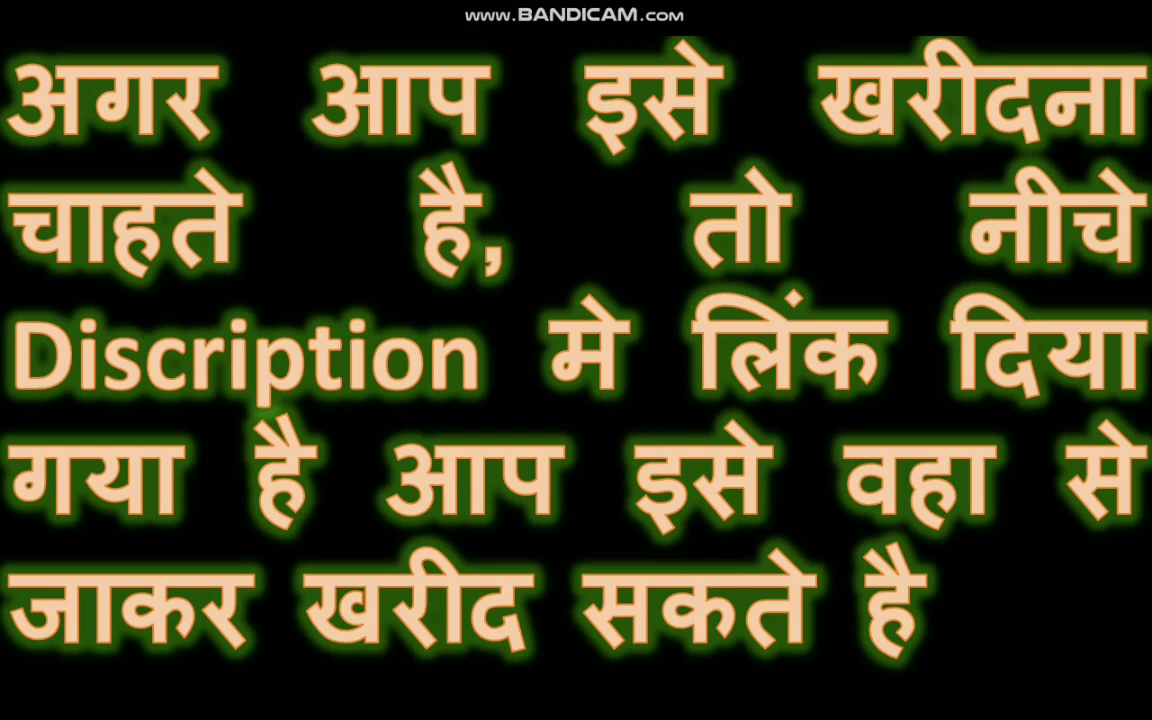 www.BANDICAM.com
अगर आप इसे खरीदना
चाहते है, तो नीचे
Discription मे लिंक दिया
गया है आप इसे वहा से
जाकर खरीद सकते है